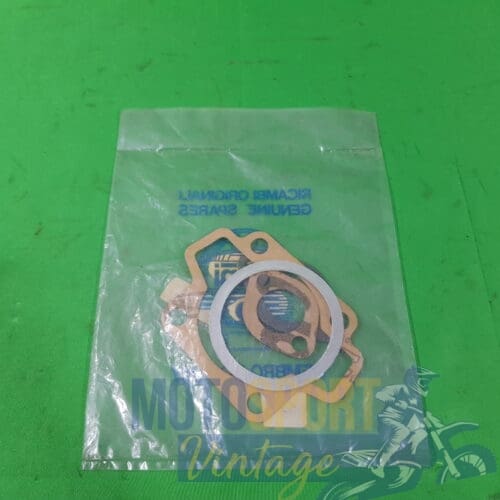 RICAMBI ORIGINALI
GENUINE SPARES
MOTOSPORT
Vintage